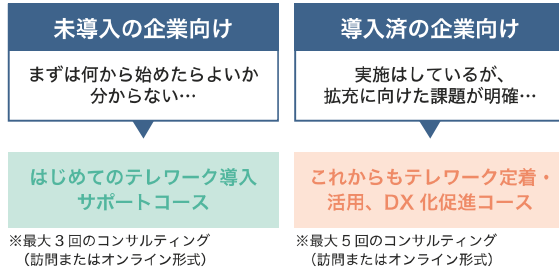 未導入の企業向け
まずは何から始めたらよいか
分からない…
はじめてのテレワーク導入
サポートコース
※最大3回のコンサルティング
（訪問またはオンライン形式）
導入済の企業向け
実施はしているが、
拡充に向けた課題が明確…
これからもテレワーク定着・
活用、DX化促進コース
※最大5回のコンサルティング
（訪問またはオンライン形式）